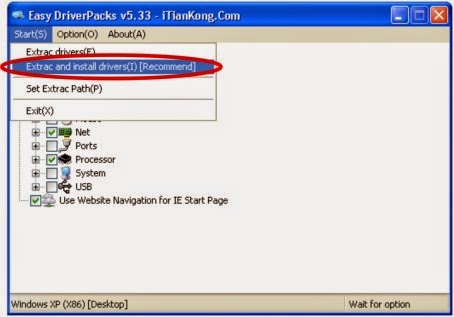 Easy DriverPacks v5.33 - iTianKong.Com
Start(S) Option(O) About(A)
Extrac drivers(E)
Extrac and install drivers(I) [Recommend]
Set Extrac Path(P)
Exit(X)
Mouse
Net
Ports
Processor
System
USB
Use Website Navigation for IE Start Page
Windows XP (X86) [Desktop]
Wait for option